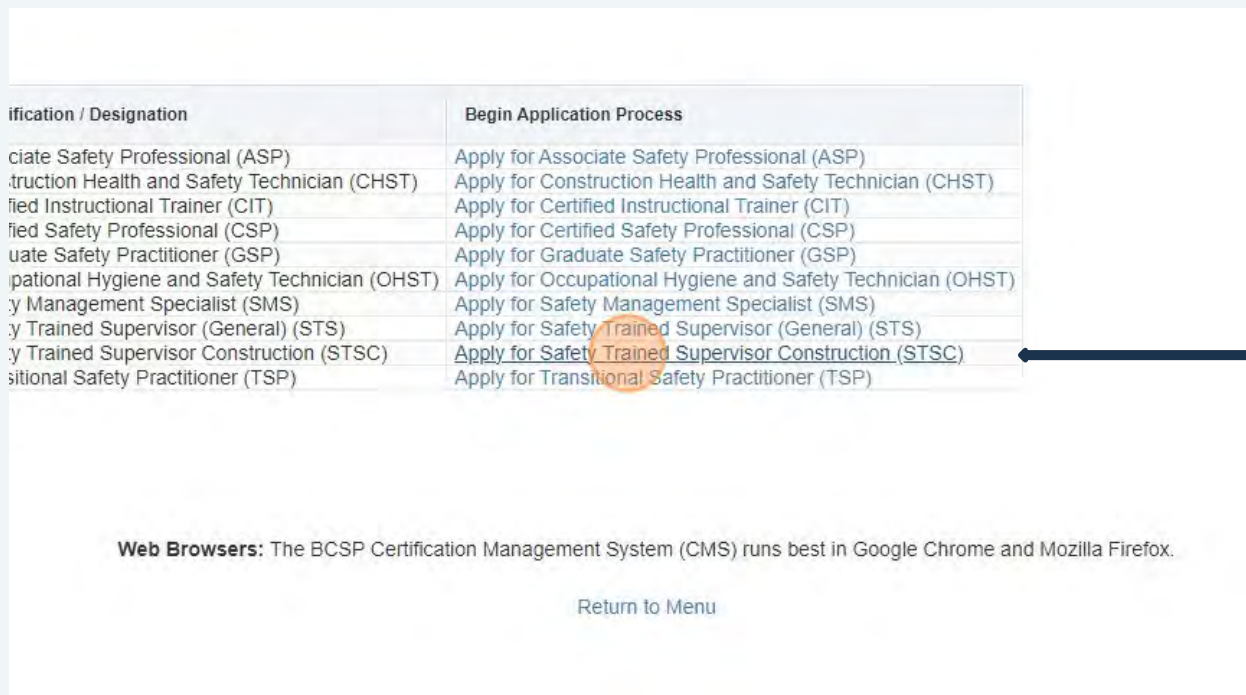 ification / Designation Begin Application Process
ciate Safety Professional (ASP) Apply for Associate Safety Professional (ASP)
truction Health and Safety Technician (CHST) Apply for Construction Health and Safety Technician (CHST)
fied Instructional Trainer (CIT) Apply for Certified Instructional Trainer (CIT)
fied Safety Professional (CSP) Apply for Certified Safety Professional (CSP)
uate Safety Practitioner (GSP) Apply for Graduate Safety Practitioner (GSP)
pational Hygiene and Safety Technician (OHST) Apply for Occupational Hygiene and Safety Technician (OHST)
y Management Specialist (SMS) Apply for Safety Management Specialist (SMS)
y Trained Supervisor (General) (STS) Apply for Safety Trained Supervisor (General) (STS)
y Trained Supervisor Construction (STSC) Apply for Safety Trained Supervisor Construction (STSC)
sitional Safety Practitioner (TSP) Apply for Transitional Safety Practitioner (TSP)
Web Browsers: The BCSP Certification Management System (CMS) runs best in Google Chrome and Mozilla Firefox.
Return to Menu